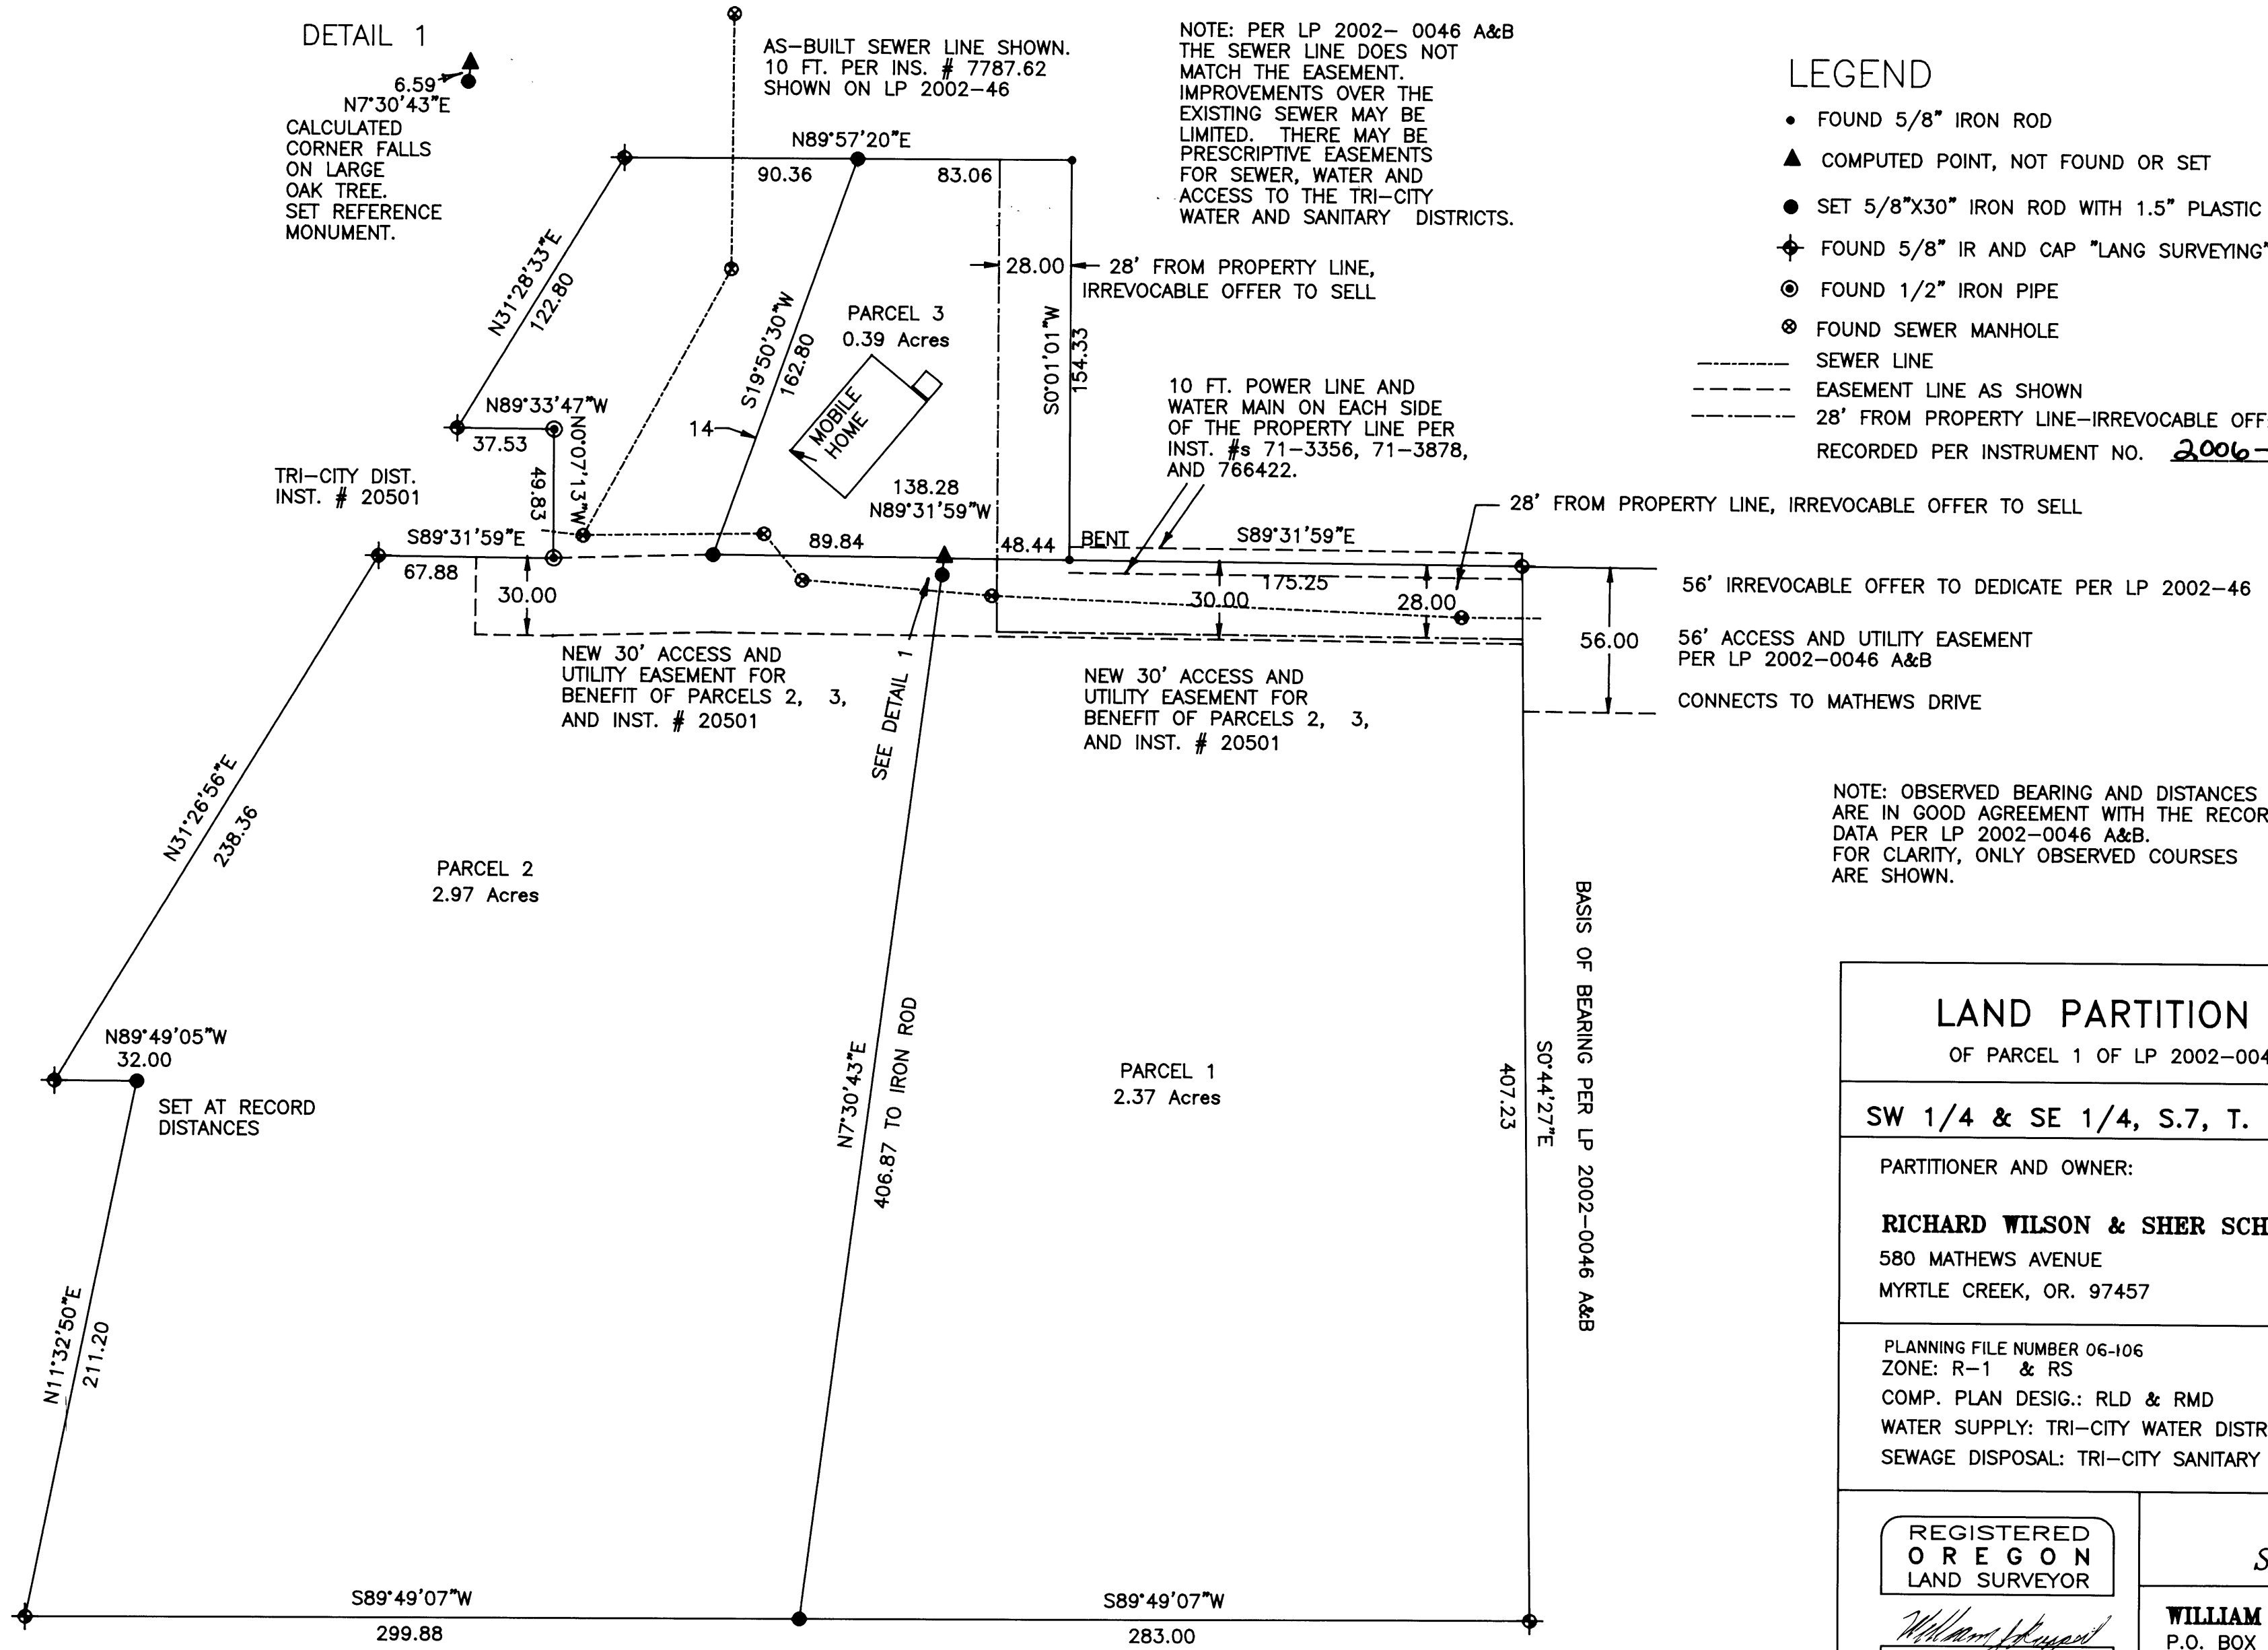 DETAIL 1
6.59
N7°30'43"E
CALCULATED
CORNER FALLS
ON LARGE
OAK TREE.
SET REFERENCE
MONUMENT.
AS-BUILT SEWER LINE SHOWN.
10 FT. PER INS. # 7787.62
SHOWN ON LP 2002-46
NOTE: PER LP 2002- 0046 A&B
THE SEWER LINE DOES NOT
MATCH THE EASEMENT.
IMPROVEMENTS OVER THE
EXISTING SEWER MAY BE
LIMITED. THERE MAY BE
PRESCRIPTIVE EASEMENTS
FOR SEWER, WATER AND
ACCESS TO THE TRI-CITY
WATER AND SANITARY DISTRICTS.
LEGEND
FOUND 5/8" IRON ROD
COMPUTED POINT, NOT FOUND OR SET
SET 5/8"X30" IRON ROD WITH 1.5" PLASTIC
FOUND 5/8" IR AND CAP "LANG SURVEYING"
FOUND 1/2" IRON PIPE
FOUND SEWER MANHOLE
SEWER LINE
EASEMENT LINE AS SHOWN
28' FROM PROPERTY LINE-IRREVOCABLE OFF
RECORDED PER INSTRUMENT NO. 2006-
N89°57'20"E
90.36
83.06
N31°28'33"E
122.80
28.00
28' FROM PROPERTY LINE,
IRREVOCABLE OFFER TO SELL
S19°50'30"W
162.80
PARCEL 3
0.39 Acres
S0°01'01"W
154.33
MOBILE
HOME
14
N89°33'47"W
37.53
N0°07'13"W
49.83
10 FT. POWER LINE AND
WATER MAIN ON EACH SIDE
OF THE PROPERTY LINE PER
INST. #s 71-3356, 71-3878,
AND 766422.
TRI-CITY DIST.
INST. # 20501
138.28
N89°31'59"W
28' FROM PROPERTY LINE, IRREVOCABLE OFFER TO SELL
S89°31'59"E
67.88
30.00
89.84
48.44
BENT
S89°31'59"E
175.25
30.00
28.00
56' IRREVOCABLE OFFER TO DEDICATE PER LP 2002-46
56.00
56' ACCESS AND UTILITY EASEMENT
PER LP 2002-0046 A&B
CONNECTS TO MATHEWS DRIVE
NEW 30' ACCESS AND
UTILITY EASEMENT FOR
BENEFIT OF PARCELS 2, 3,
AND INST. # 20501
SEE DETAIL 1
NEW 30' ACCESS AND
UTILITY EASEMENT FOR
BENEFIT OF PARCELS 2, 3,
AND INST. # 20501
N31°26'56"E
238.36
PARCEL 2
2.97 Acres
NOTE: OBSERVED BEARING AND DISTANCES
ARE IN GOOD AGREEMENT WITH THE RECOR
DATA PER LP 2002-0046 A&B.
FOR CLARITY, ONLY OBSERVED COURSES
ARE SHOWN.
BASIS OF BEARING PER LP 2002-0046 A&B
N89°49'05"W
32.00
SET AT RECORD
DISTANCES
N7°30'43"E
406.87 TO IRON ROD
PARCEL 1
2.37 Acres
S0°44'27"E
407.23
N11°32'50"E
211.20
S89°49'07"W
299.88
S89°49'07"W
283.00
LAND PARTITION
OF PARCEL 1 OF LP 2002-004
SW 1/4 & SE 1/4, S.7, T.
PARTITIONER AND OWNER:
RICHARD WILSON & SHER SCH
580 MATHEWS AVENUE
MYRTLE CREEK, OR. 97457
PLANNING FILE NUMBER 06-106
ZONE: R-1 & RS
COMP. PLAN DESIG.: RLD & RMD
WATER SUPPLY: TRI-CITY WATER DISTR
SEWAGE DISPOSAL: TRI-CITY SANITARY
REGISTERED
OREGON
LAND SURVEYOR
S
William
WILLIAM
P.O. BOX